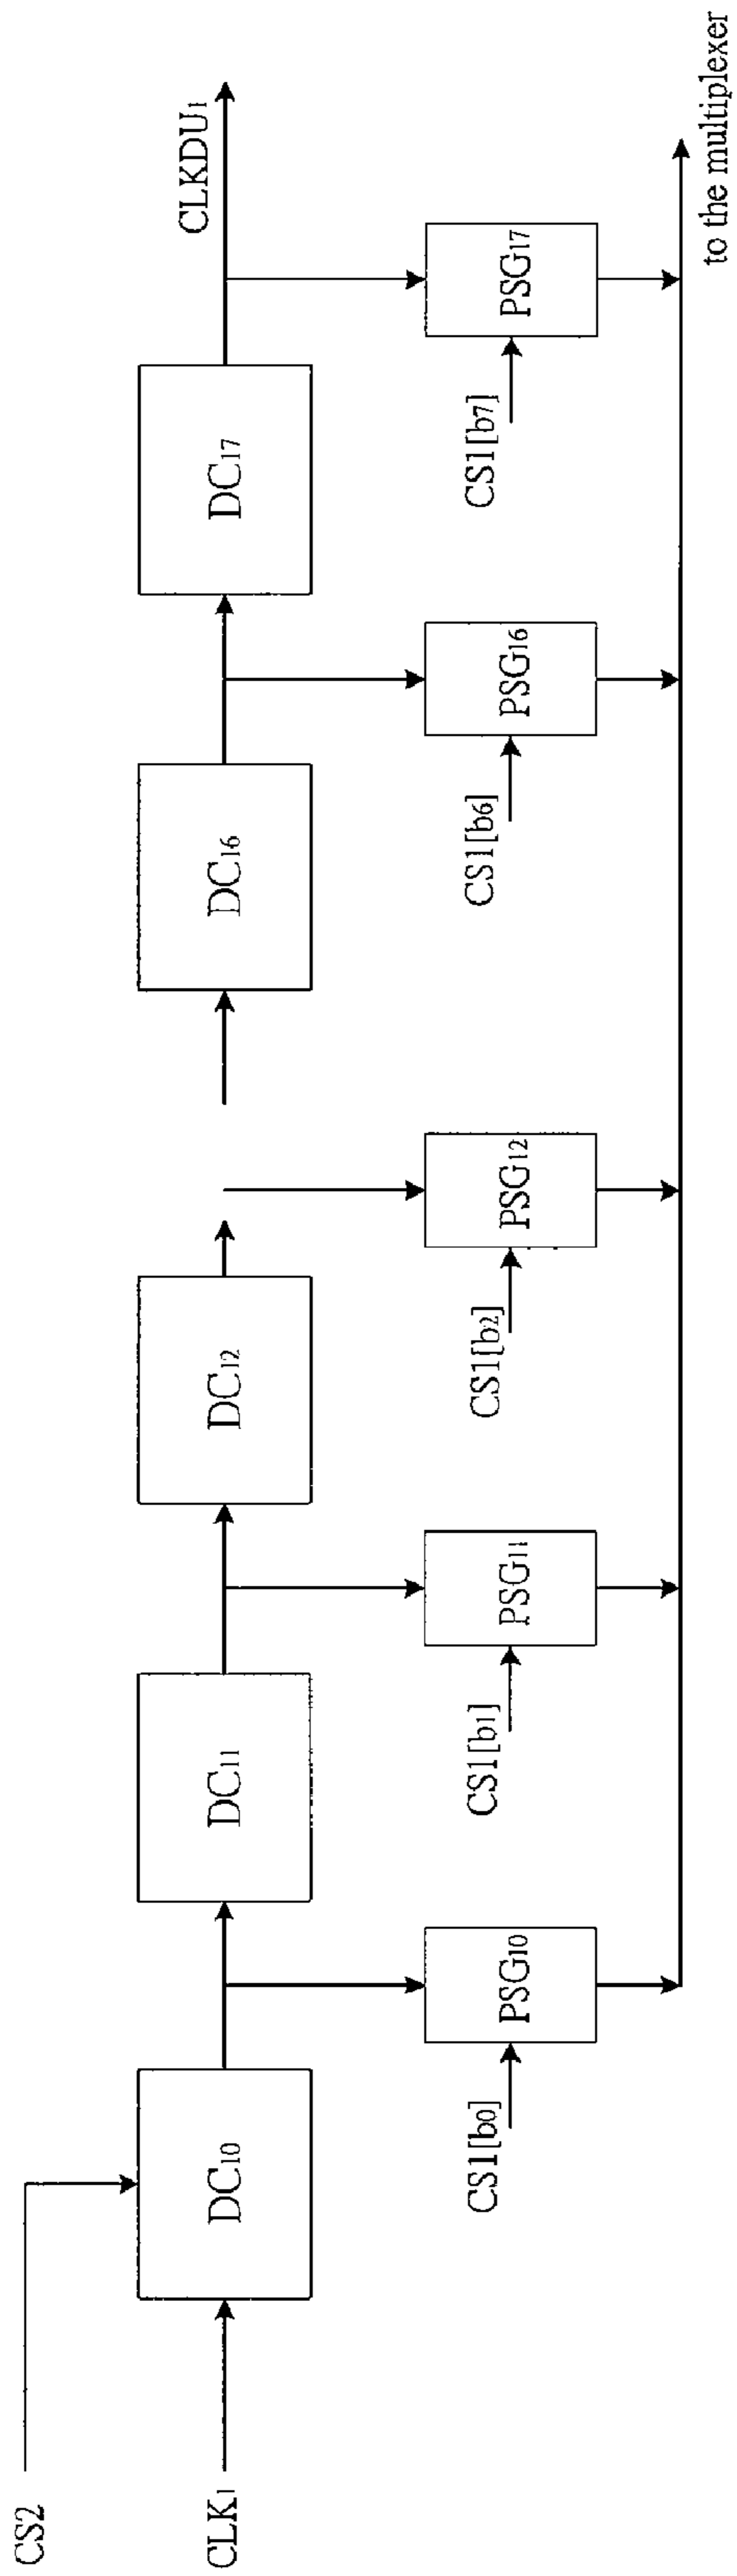 CS2
CLK1
DC10
DC11
DC12
DC16
DC17
CLKDU1
CS1[b0]
PSG10
CS1[b1]
PSG11
CS1[b2]
PSG12
CS1[b6]
PSG16
CS1[b7]
PSG17
to the multiplexer